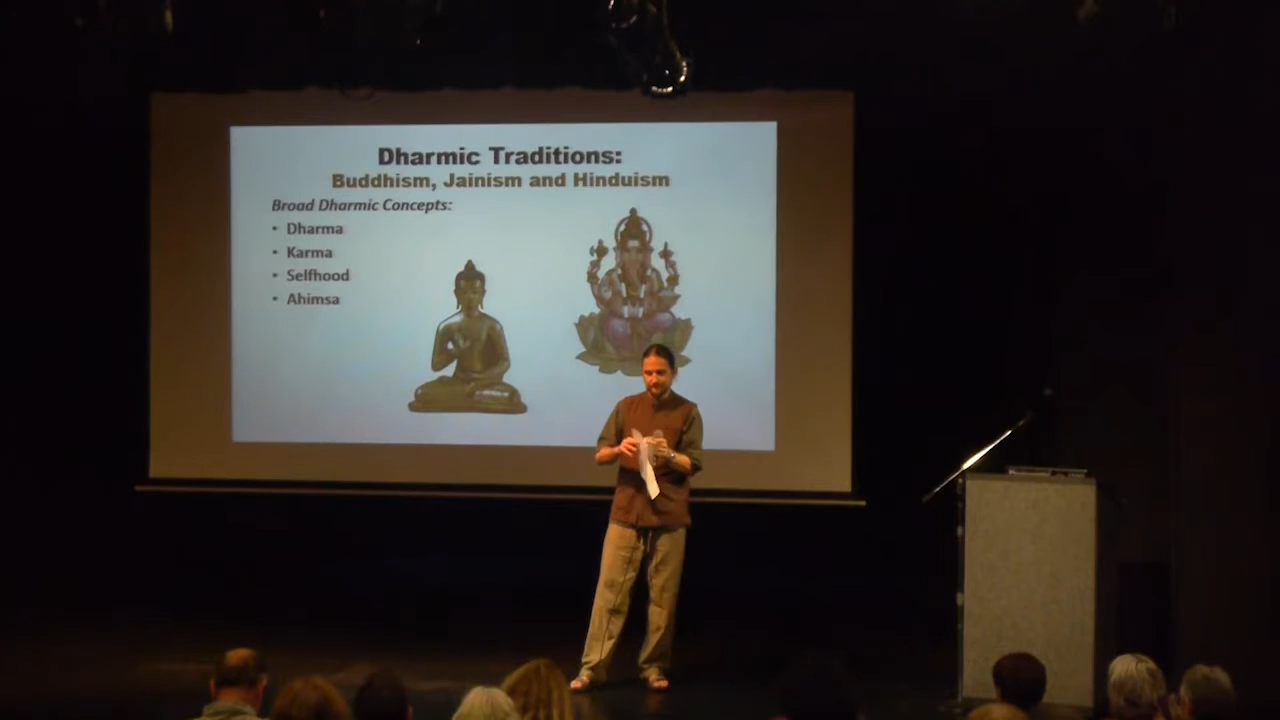 Dharmic Traditions:
Buddhism, Jainism and Hinduism
Broad Dharmic Concepts:
• Dharma
• Karma
• Selfhood
• Ahimsa